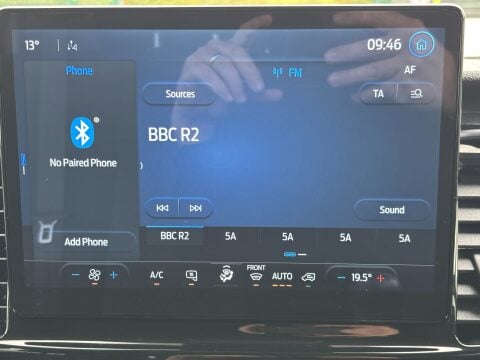 13°
09:46
Phone
FM
AF
Sources
TA
No Paired Phone
BBC R2
Add Phone
Sound
BBC R2 5A 5A 5A 5A
- + A/C FRONT AUTO - 19.5° +